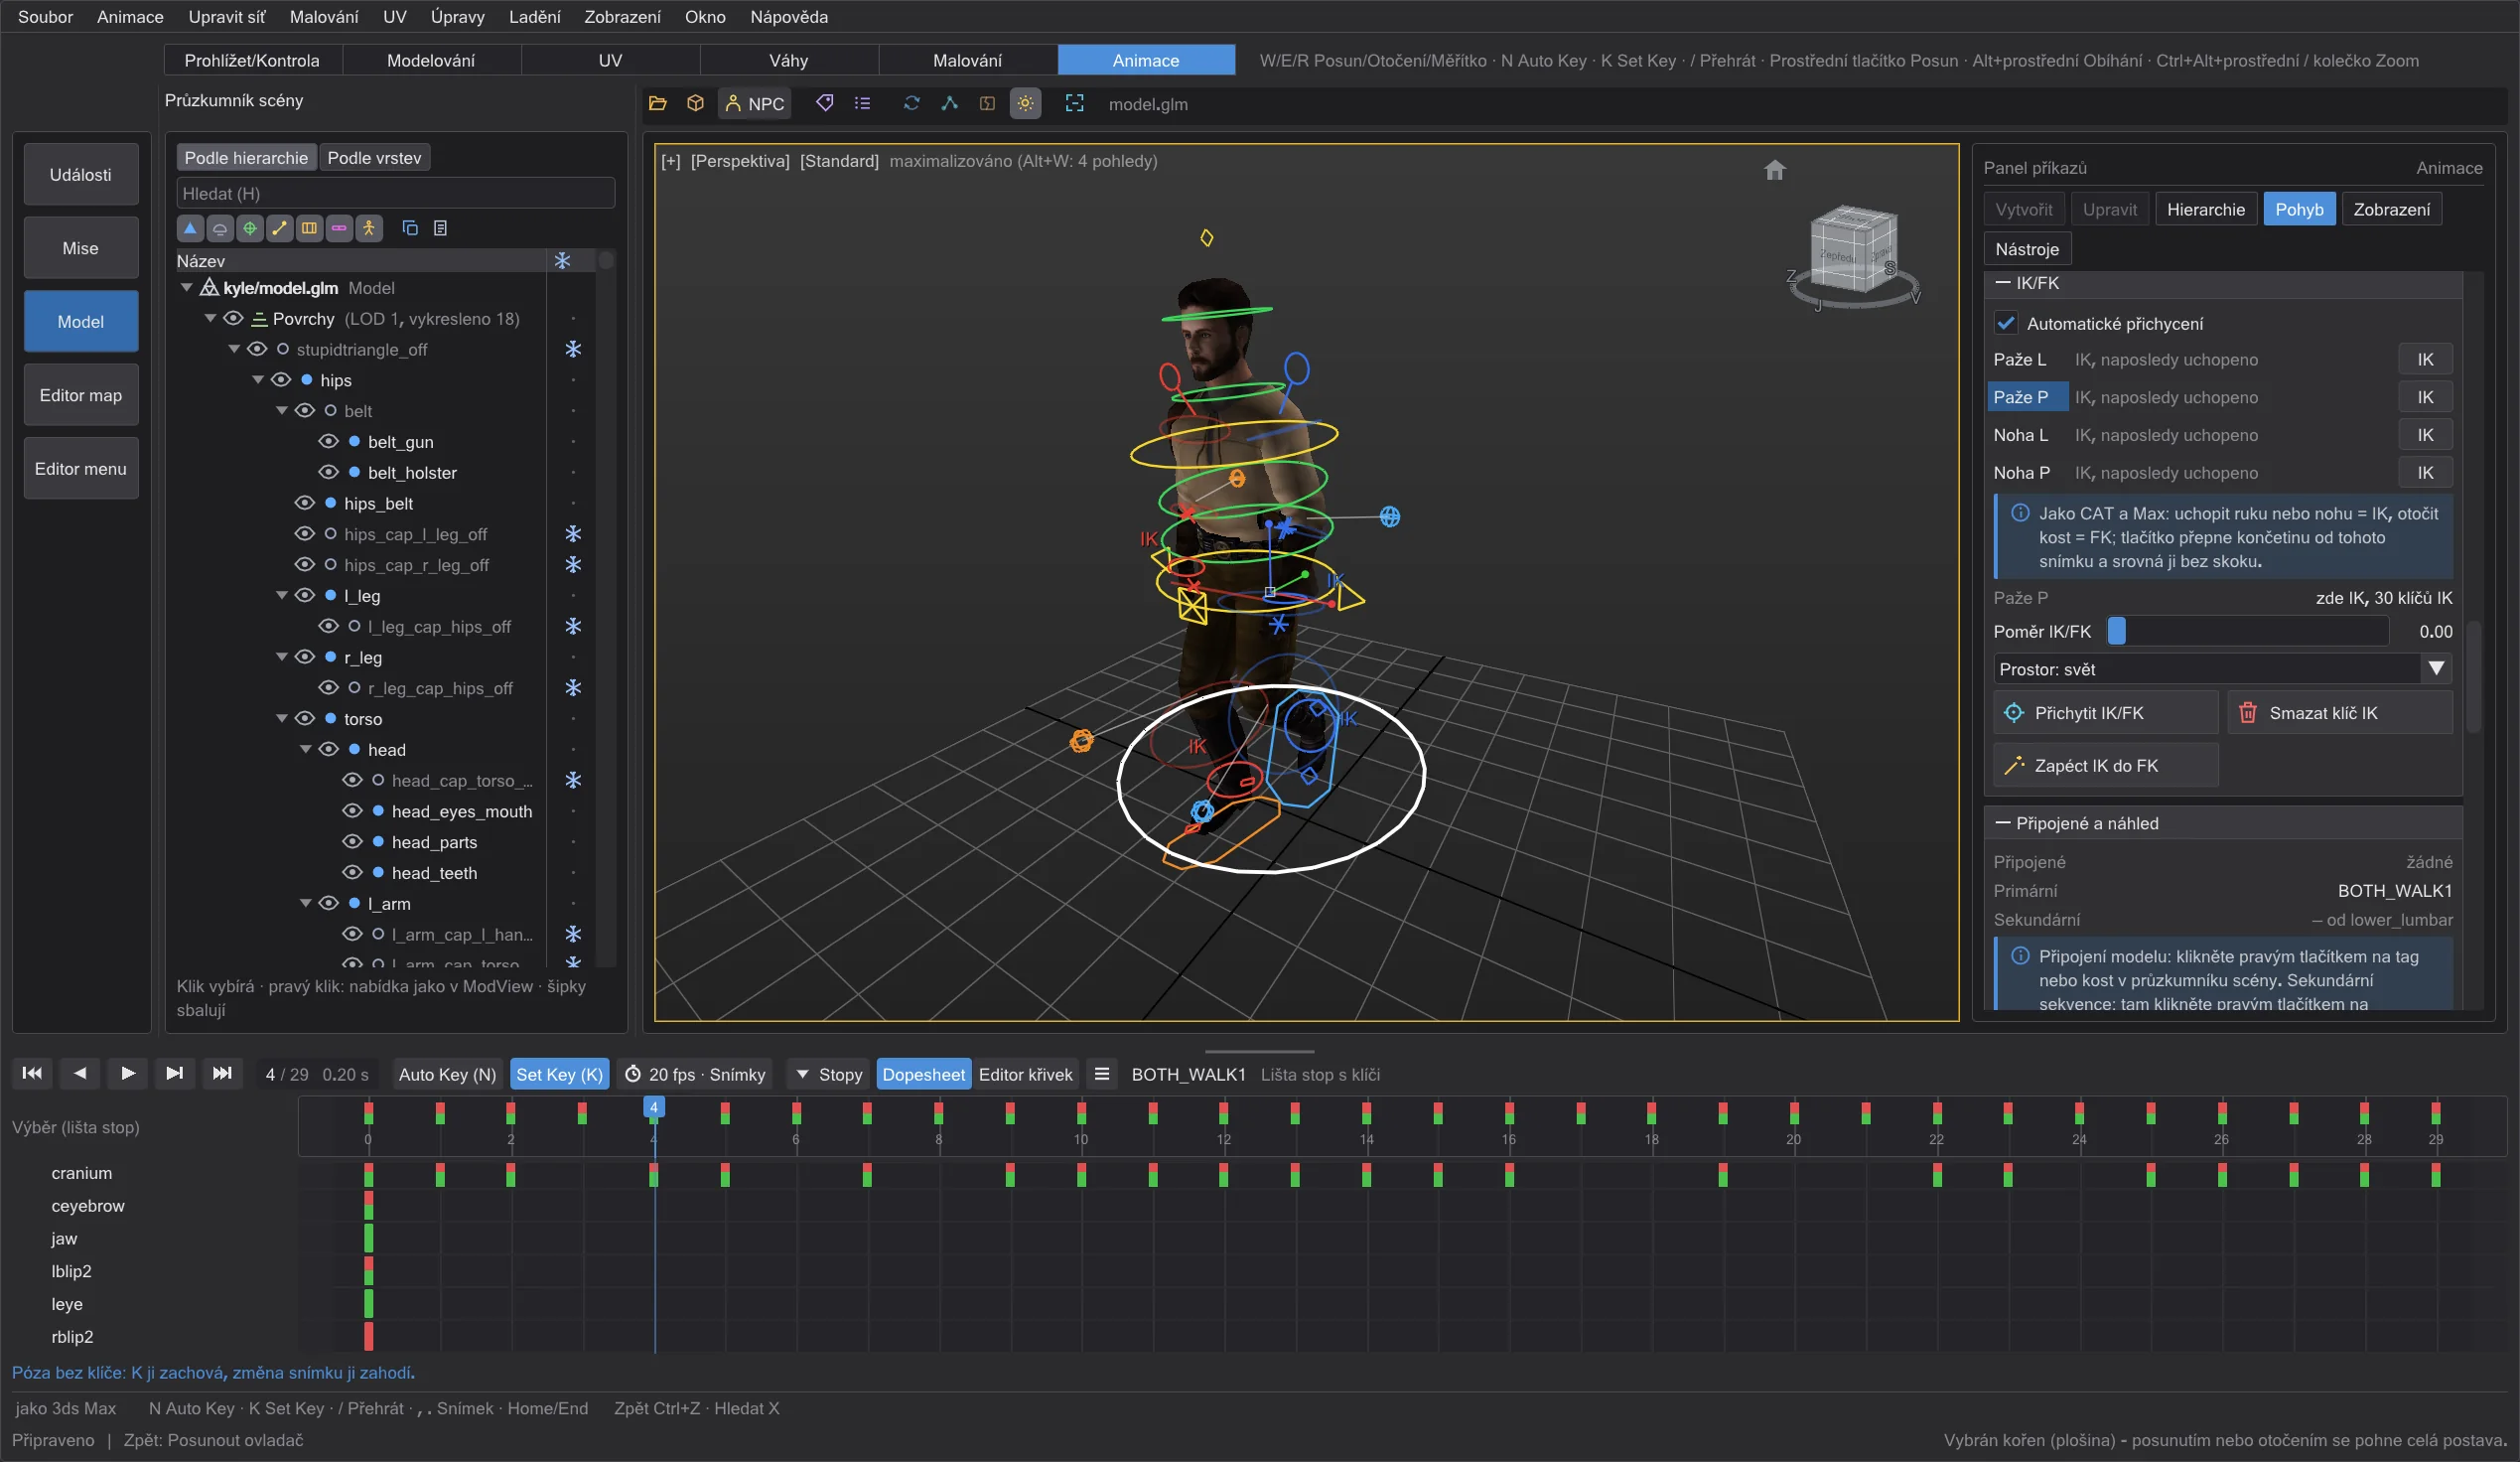 Soubor Animace Upravit síť Malování UV Úpravy Ladění Zobrazení Okno Nápověda
Prohlížet/Kontrola Modelování UV Váhy Malování Animace W/E/R Posun/Otočení/Měřítko · N Auto Key · K Set Key · / Přehrát · Prostřední tlačítko Posun · Alt+prostřední Obíhání · Ctrl+Alt+prostřední / kolečko Zoom
Průzkumník scény
NPC model.glm
Události
Mise
Model
Editor map
Editor menu
Podle hierarchie Podle vrstev
Hledat (H)
Název
kyle/model.glm Model
Povrchy (LOD 1, vykresleno 18)
stupidtriangle_off
hips
belt
belt_gun
belt_holster
hips_belt
hips_cap_l_leg_off
hips_cap_r_leg_off
l_leg
l_leg_cap_hips_off
r_leg
r_leg_cap_hips_off
torso
head
head_cap_torso_...
head_eyes_mouth
head_parts
head_teeth
l_arm
l_arm_cap_l_han...
l_arm_cap_torso
Klik vybírá · pravý klik: nabídka jako v ModView · šipky
sbalují
[+] [Perspektiva] [Standard] maximalizováno (Alt+W: 4 pohledy)
Zepředu
Z
S
J
V
IK
IK
IK
IK
Panel příkazů Animace
Vytvořit Upravit Hierarchie Pohyb Zobrazení
Nástroje
IK/FK
Automatické přichycení
Paže L IK, naposledy uchopeno IK
Paže P IK, naposledy uchopeno IK
Noha L IK, naposledy uchopeno IK
Noha P IK, naposledy uchopeno IK
Jako CAT a Max: uchopit ruku nebo nohu = IK, otočit
kost = FK; tlačítko přepne končetinu od tohoto
snímku a srovná ji bez skoku.
Paže P zde IK, 30 klíčů IK
Poměr IK/FK 0.00
Prostor: svět
Přichytit IK/FK Smazat klíč IK
Zapéct IK do FK
Připojené a náhled
Připojené žádné
Primární BOTH_WALK1
Sekundární – od lower_lumbar
Připojení modelu: klikněte pravým tlačítkem na tag
nebo kost v průzkumníku scény. Sekundární
sekvence: tam klikněte pravým tlačítkem na
4 / 29 0.20 s Auto Key (N) Set Key (K) 20 fps · Snímky Stopy Dopesheet Editor křivek BOTH_WALK1 Lišta stop s klíči
4
Výběr (lišta stop)
0 2 4 6 8 10 12 14 16 18 20 22 24 26 28 29
cranium
ceyebrow
jaw
lblip2
leye
rblip2
Póza bez klíče: K ji zachová, změna snímku ji zahodí.
jako 3ds Max N Auto Key · K Set Key · / Přehrát · , . Snímek · Home/End Zpět Ctrl+Z · Hledat X
Připraveno | Zpět: Posunout ovladač Vybrán kořen (plošina) - posunutím nebo otočením se pohne celá postava.